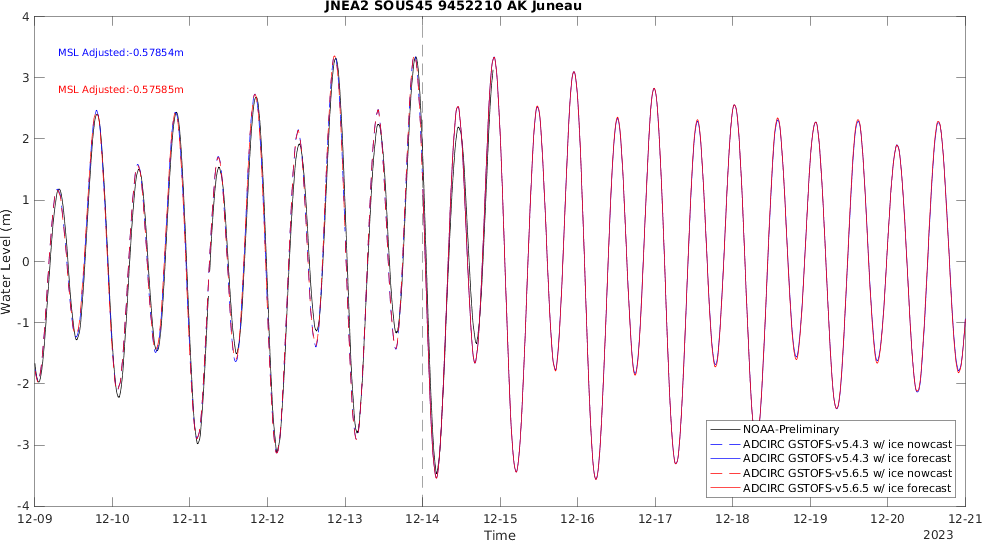 JNEA2 SOUS45 9452210 AK Juneau
MSL Adjusted:-0.57854m
MSL Adjusted:-0.57585m
Water Level (m)
4
3
2
1
0
-1
-2
-3
-4
NOAA-Preliminary
ADCIRC GSTOFS-v5.4.3 w/ ice nowcast
ADCIRC GSTOFS-v5.4.3 w/ ice forecast
ADCIRC GSTOFS-v5.6.5 w/ ice nowcast
ADCIRC GSTOFS-v5.6.5 w/ ice forecast
12-09 12-10 12-11 12-12 12-13 12-14 12-15 12-16 12-17 12-18 12-19 12-20 12-21
Time
2023